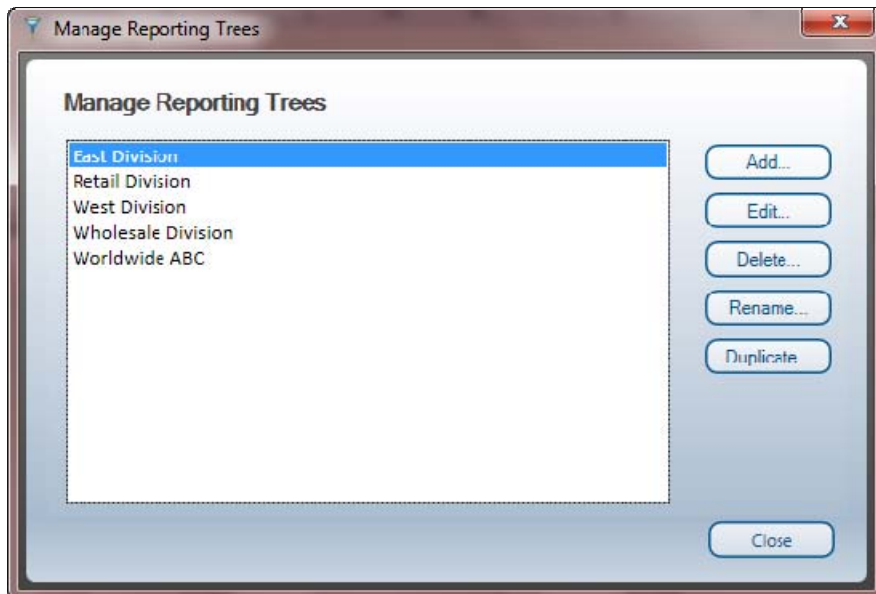 Manage Reporting Trees
Manage Reporting Trees
East Division
Retail Division
West Division
Wholesale Division
Worldwide ABC
Add...
Edit...
Delete...
Rename...
Duplicate
Close